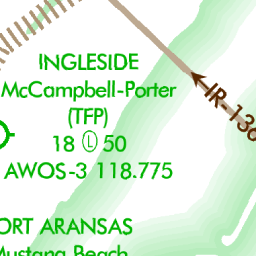 INGLESIDE
McCampbell-Porter
(TFP)
18 Ⓛ 50
AWOS-3 118.775
IR-136
ORT ARANSAS
Mustang Beach